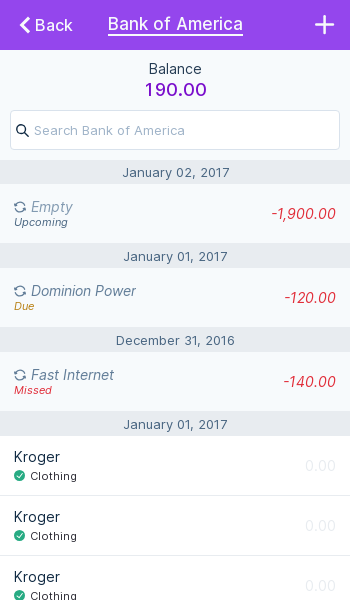 Back
Bank of America
Balance
190.00
Search Bank of America
January 02, 2017
Empty
Upcoming
-1,900.00
January 01, 2017
Dominion Power
Due
-120.00
December 31, 2016
Fast Internet
Missed
-140.00
January 01, 2017
Kroger
Clothing
0.00
Kroger
Clothing
0.00
Kroger
Clothing
0.00